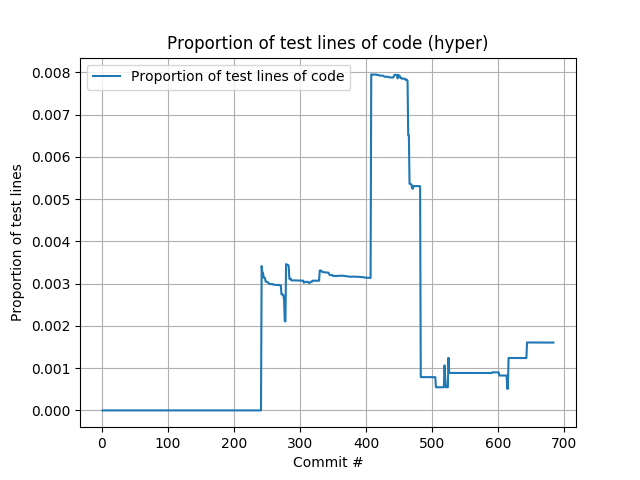 Proportion of test lines of code (hyper)
Proportion of test lines of code
0.008
0.007
0.006
0.005
0.004
0.003
0.002
0.001
0.000
Proportion of test lines
0 100 200 300 400 500 600 700
Commit #